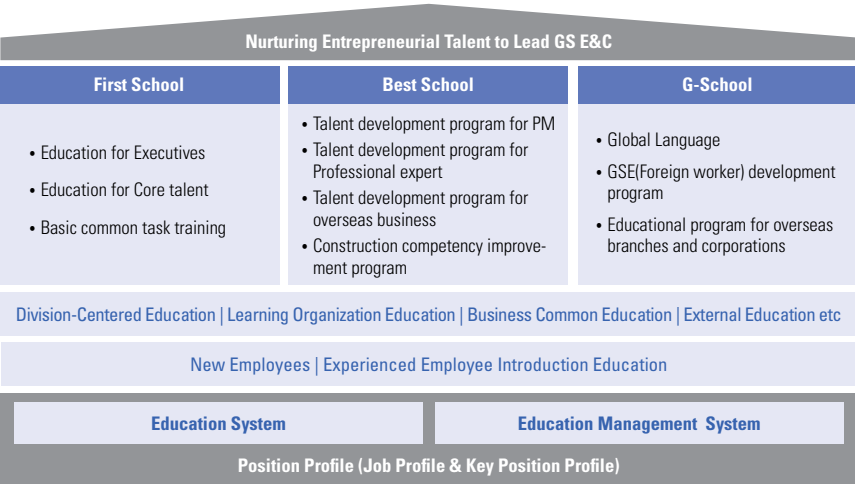 Nurturing Entrepreneurial Talent to Lead GS E&C
First School
• Education for Executives
• Education for Core talent
• Basic common task training
Best School
• Talent development program for PM
• Talent development program for
Professional expert
• Talent development program for
overseas business
• Construction competency improve-
ment program
G-School
• Global Language
• GSE(Foreign worker) development
program
• Educational program for overseas
branches and corporations
Division-Centered Education | Learning Organization Education | Business Common Education | External Education etc
New Employees | Experienced Employee Introduction Education
Education System
Education Management System
Position Profile (Job Profile & Key Position Profile)